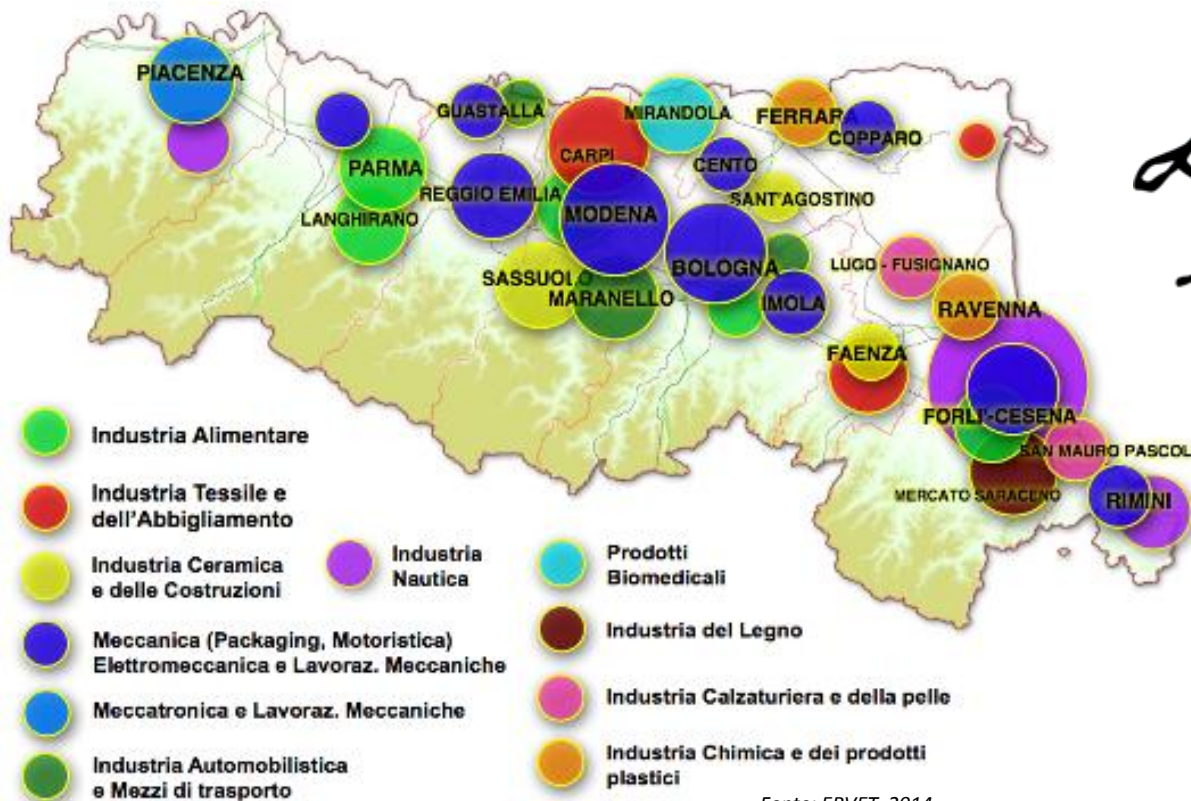 PIACENZA
GUASTALLA
MIRANDOLA
FERRARA
COPPARO
CARPI
CENTO
PARMA
REGGIO EMILIA
SANT'AGOSTINO
MODENA
LANGHIRANO
BOLOGNA
LUGO - FUSIGNANO
SASSUOLO
MARANELLO
IMOLA
RAVENNA
FAENZA
FORLI'-CESENA
SAN MAURO PASCOL
MERCATO SARACENO
RIMINI
Industria Alimentare
Industria Tessile e
dell'Abbigliamento
Industria Ceramica
e delle Costruzioni
Meccanica (Packaging, Motoristica)
Elettromeccanica e Lavoraz. Meccaniche
Meccatronica e Lavoraz. Meccaniche
Industria Automobilistica
e Mezzi di trasporto
Industria
Nautica
Prodotti
Biomedicali
Industria del Legno
Industria Calzaturiera e della pelle
Industria Chimica e dei prodotti
plastici
Fonte: ERVET, 2014